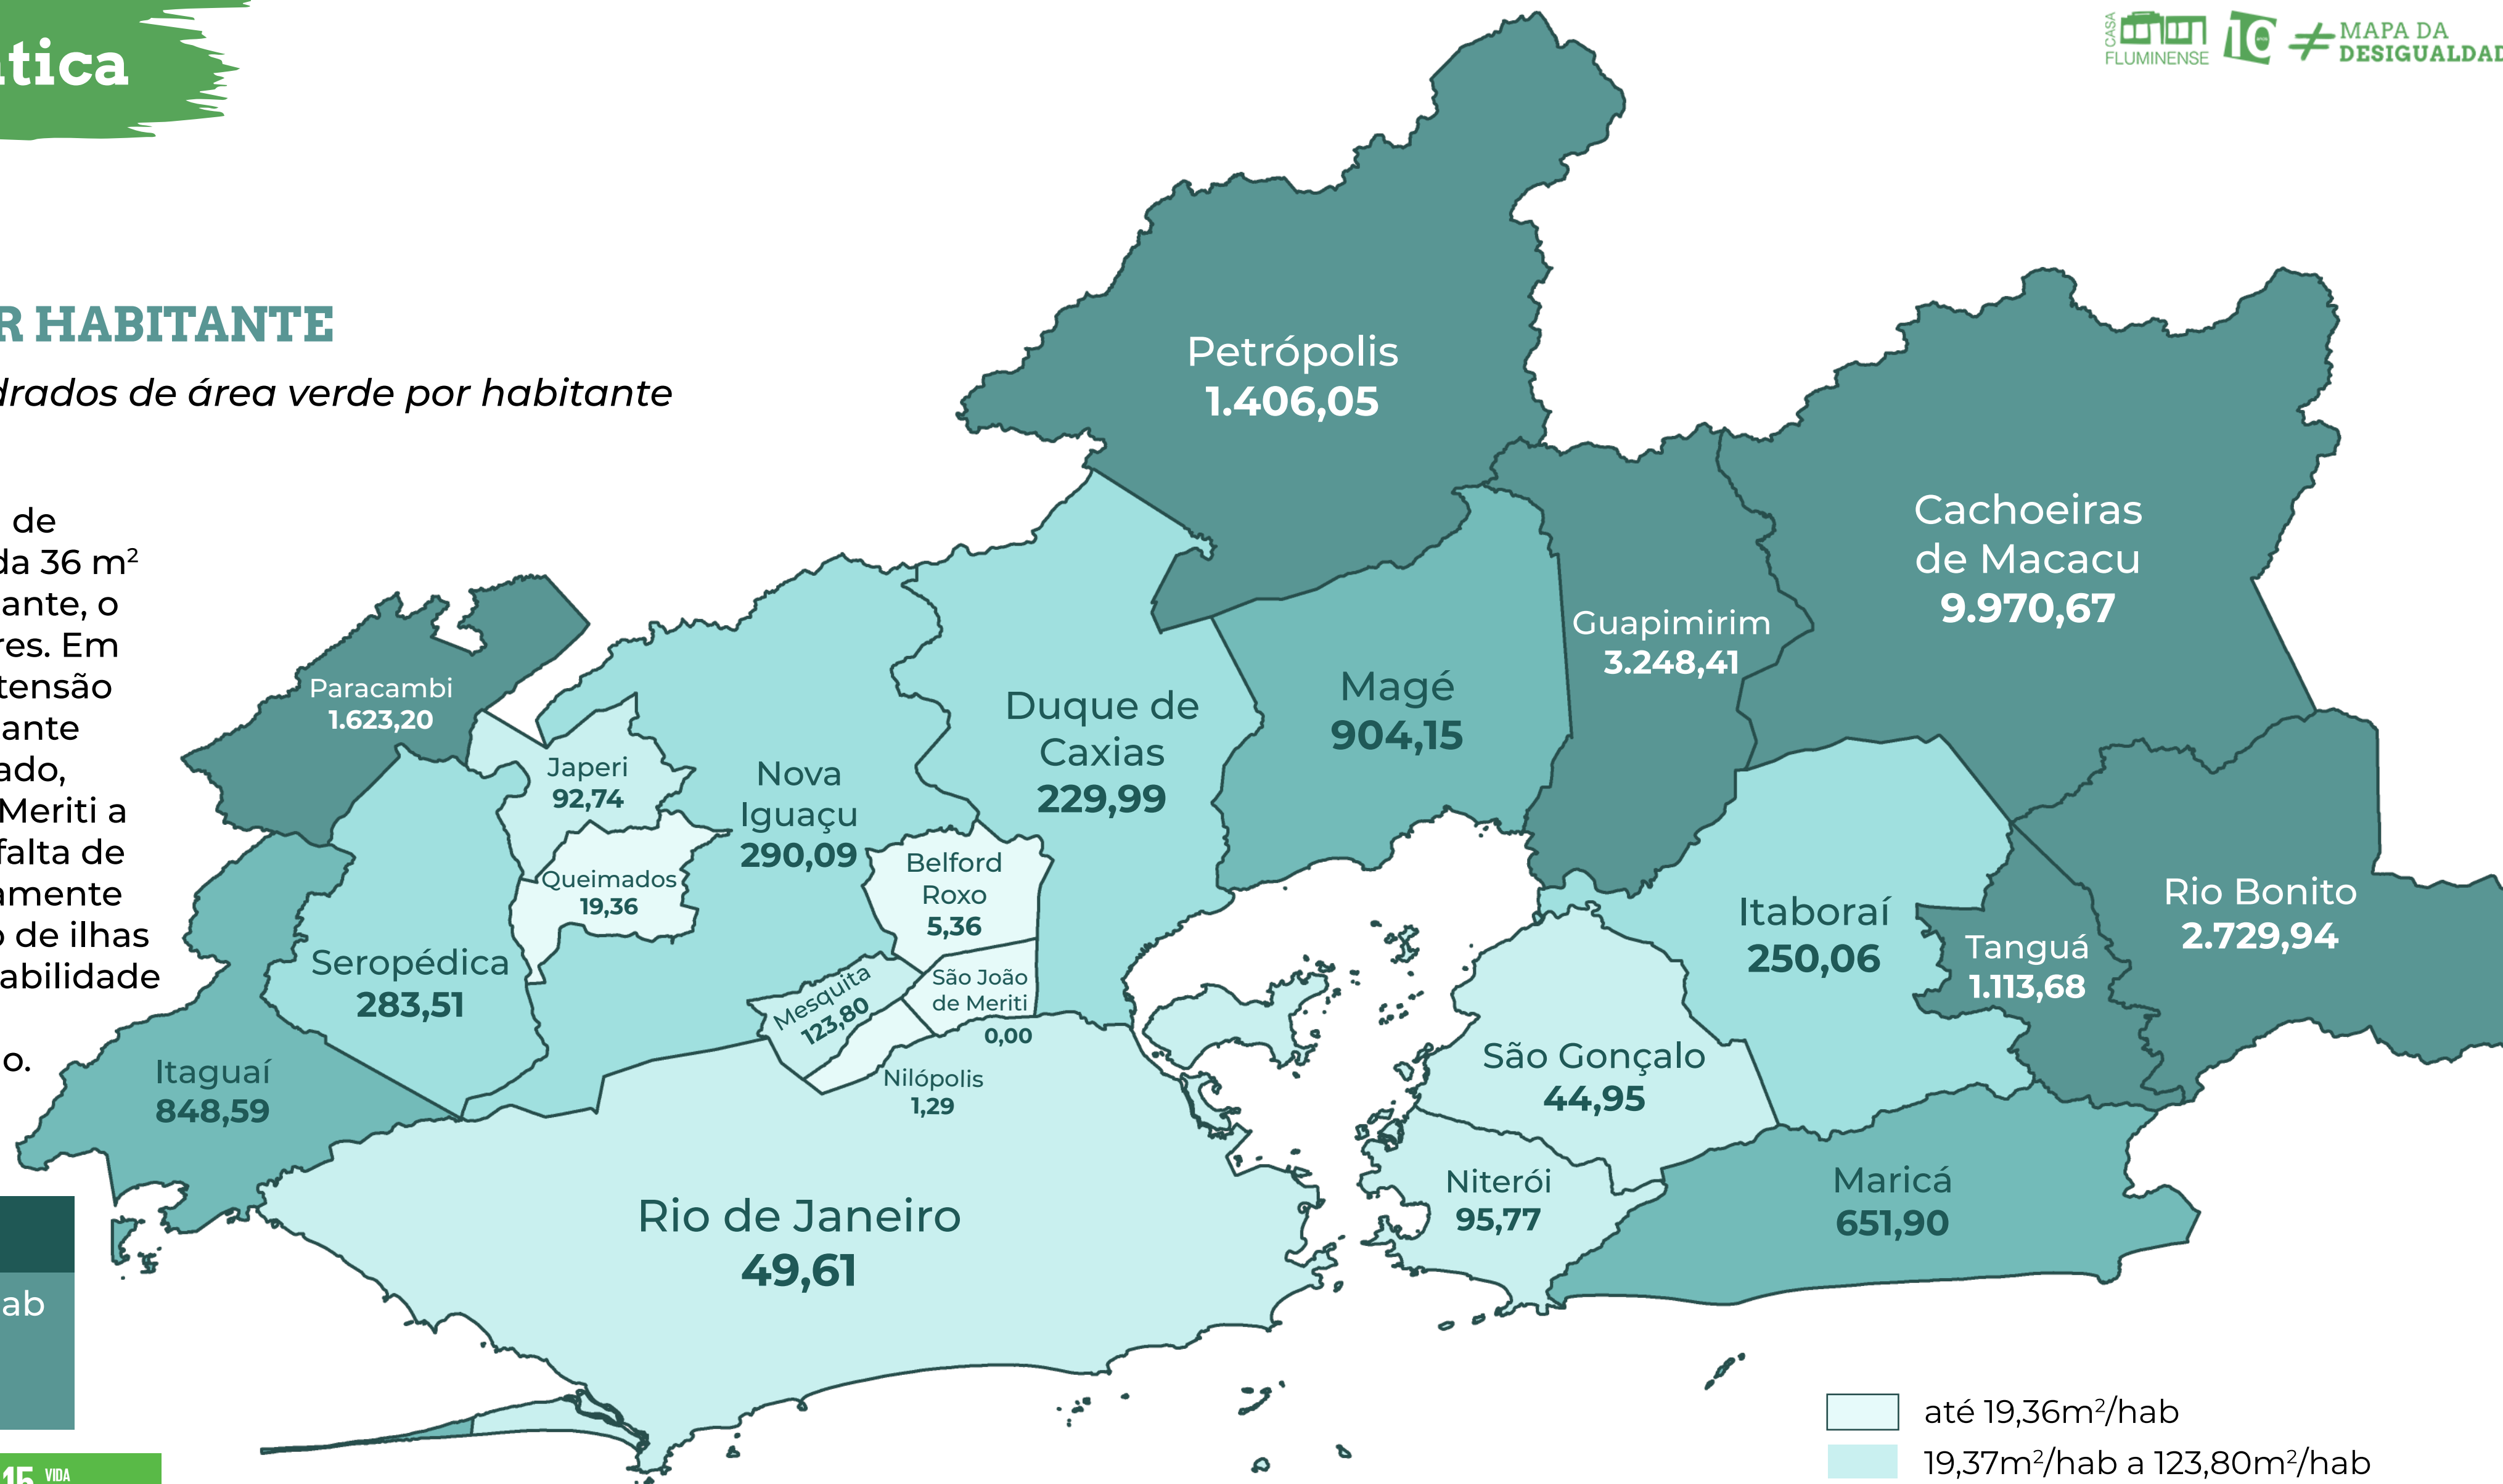 tica
CASA
FLUMINENSE
10
ANOS
MAPA DA
DESIGUALDAD
R HABITANTE
drados de área verde por habitante
de
da 36 m²
ante, o
res. Em
tensão
ante
ado,
Meriti a
falta de
amente
o de ilhas
abilidade
o.
Petrópolis
1.406,05
Cachoeiras
de Macacu
9.970,67
Guapimirim
3.248,41
Paracambi
1.623,20
Magé
904,15
Duque de
Caxias
229,99
Japeri
92,74
Nova
Iguaçu
290,09
Queimados
19,36
Belford
Roxo
5,36
Rio Bonito
2.729,94
Itaboraí
250,06
Tanguá
1.113,68
Seropédica
283,51
Mesquita
123,80
São João
de Meriti
0,00
Nilópolis
1,29
Itaguaí
848,59
São Gonçalo
44,95
Niterói
95,77
Maricá
651,90
Rio de Janeiro
49,61
ab
15 VIDA
até 19,36m²/hab
19,37m²/hab a 123,80m²/hab